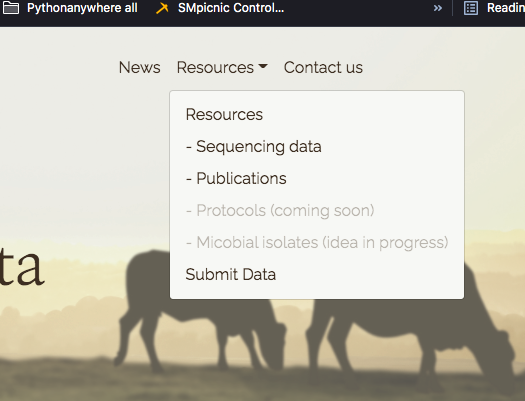 Pythonanywhere all
SMpicnic Control...
»
Readin
News
Resources
Contact us
Resources
- Sequencing data
- Publications
- Protocols (coming soon)
- Micobial isolates (idea in progress)
Submit Data
ta